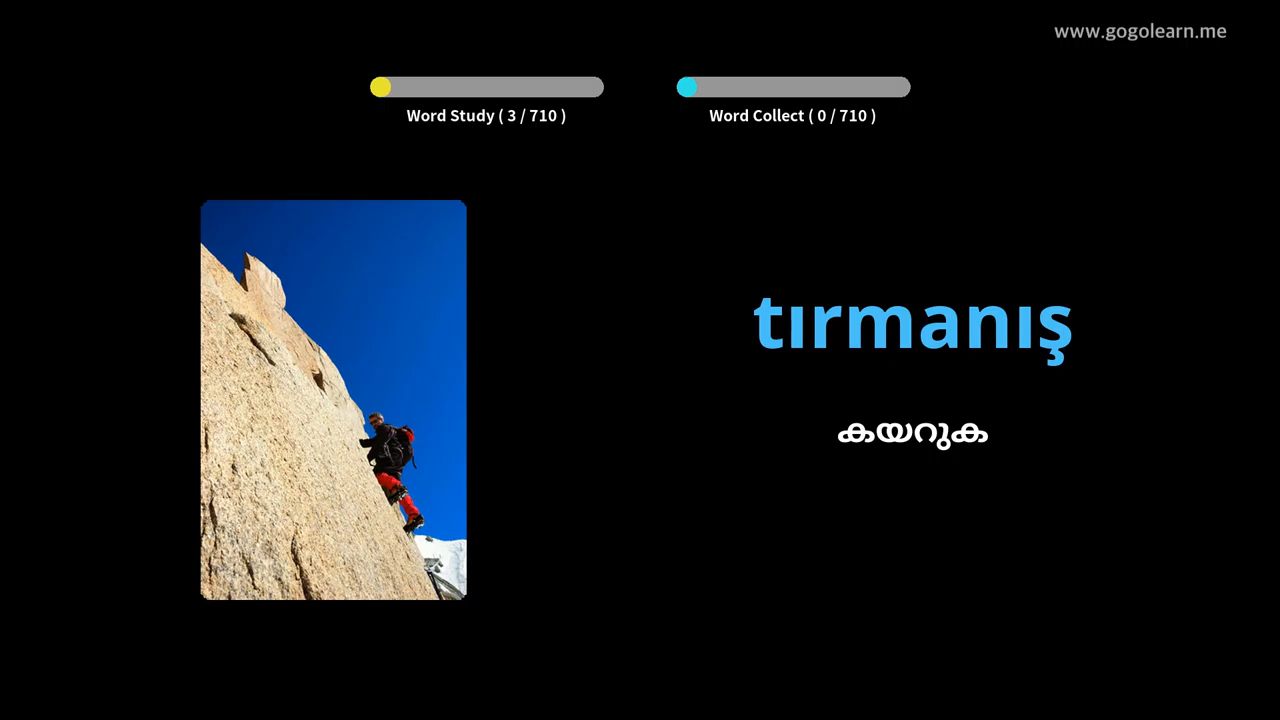 www.gogolearn.me
Word Study ( 3 / 710 )
Word Collect ( 0 / 710 )
tırmanış
കയറുക